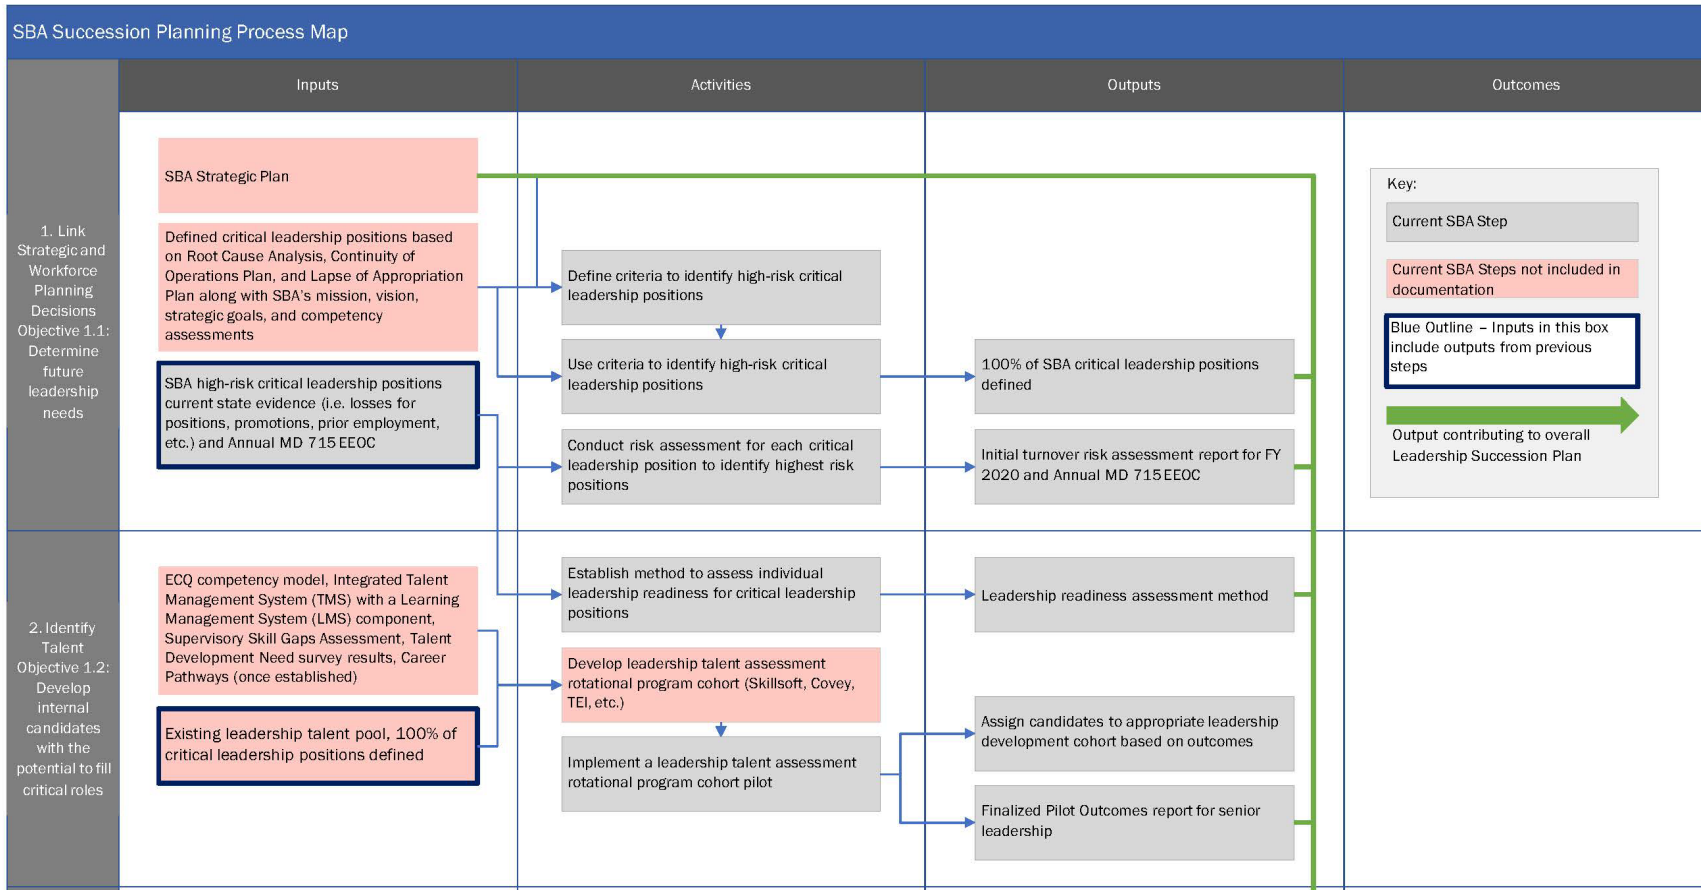 SBA Succession Planning Process Map
Inputs
Activities
Outputs
Outcomes
1. Link
Strategic and
Workforce
Planning
Decisions
Objective 1.1:
Determine
future
leadership
needs
SBA Strategic Plan
Defined critical leadership positions based
on Root Cause Analysis, Continuity of
Operations Plan, and Lapse of Appropriation
Plan along with SBA's mission, vision,
strategic goals, and competency
assessments
SBA high-risk critical leadership positions
current state evidence (i.e. losses for
positions, promotions, prior employment,
etc.) and Annual MD 715 EEOC
Define criteria to identify high-risk critical
leadership positions
Use criteria to identify high-risk critical
leadership positions
Conduct risk assessment for each critical
leadership position to identify highest risk
positions
100% of SBA critical leadership positions
defined
Initial turnover risk assessment report for FY
2020 and Annual MD 715 EEOC
Key:
Current SBA Step
Current SBA Steps not included in
documentation
Blue Outline – Inputs in this box
include outputs from previous
steps
Output contributing to overall
Leadership Succession Plan
2. Identify
Talent
Objective 1.2:
Develop
internal
candidates
with the
potential to fill
critical roles
ECQ competency model, Integrated Talent
Management System (TMS) with a Learning
Management System (LMS) component,
Supervisory Skill Gaps Assessment, Talent
Development Need survey results, Career
Pathways (once established)
Existing leadership talent pool, 100% of
critical leadership positions defined
Establish method to assess individual
leadership readiness for critical leadership
positions
Develop leadership talent assessment
rotational program cohort (Skillsoft, Covey,
TEI, etc.)
Implement a leadership talent assessment
rotational program cohort pilot
Leadership readiness assessment method
Assign candidates to appropriate leadership
development cohort based on outcomes
Finalized Pilot Outcomes report for senior
leadership